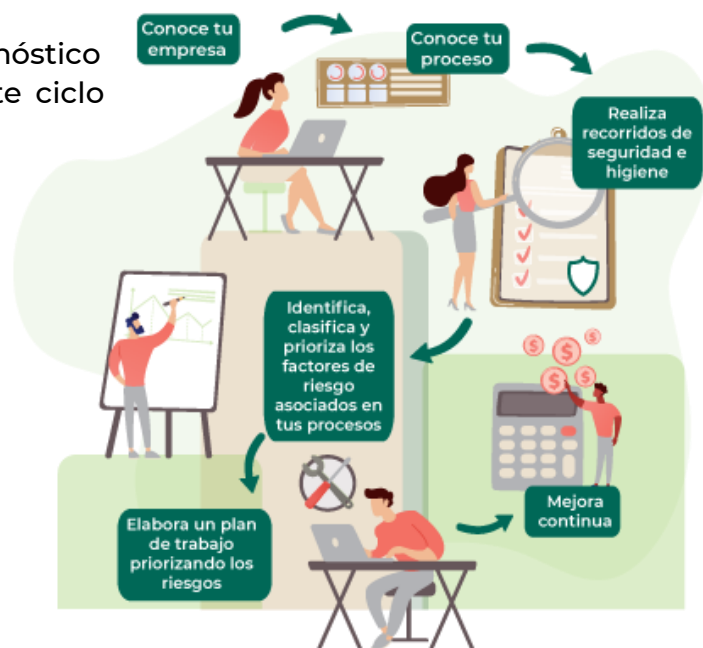 nóstico
te ciclo
Conoce tu
empresa
Conoce tu
proceso
Realiza
recorridos de
seguridad e
higiene
Identifica,
clasifica y
prioriza los
factores de
riesgo
asociados en
tus procesos
Elabora un plan
de trabajo
priorizando los
riesgos
Mejora
continua